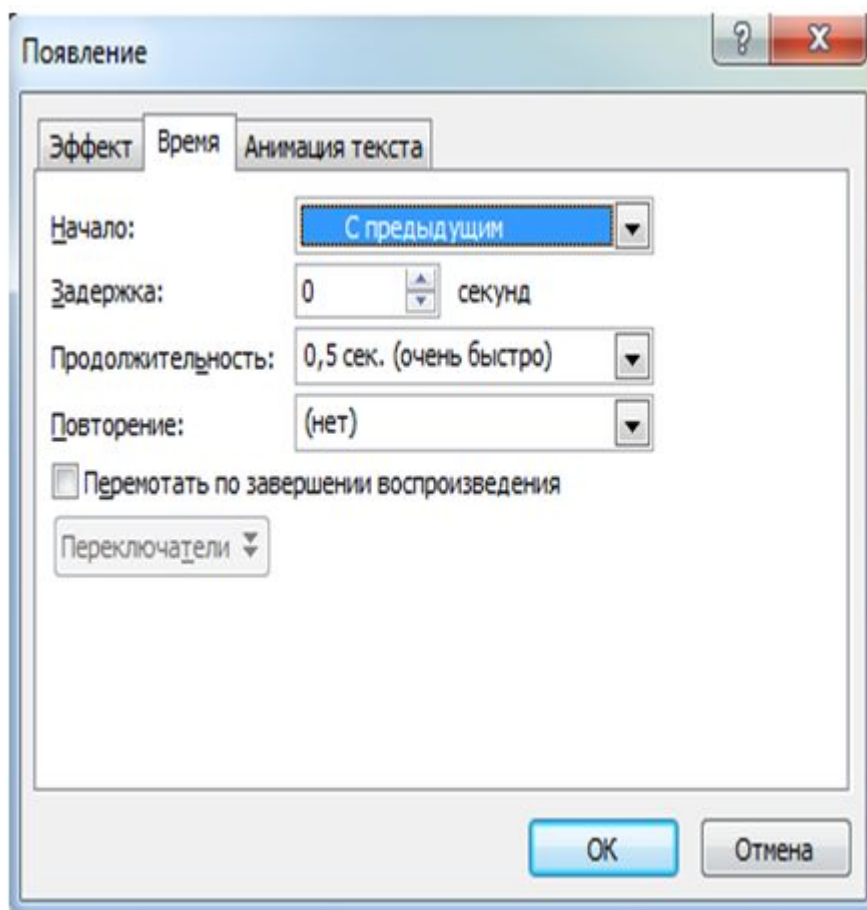 Появление
Эффект Время Анимация текста
Начало: С предыдущим
Задержка: 0 секунд
Продолжительность: 0,5 сек. (очень быстро)
Повторение: (нет)
Перемотать по завершении воспроизведения
Переключатели
ОК Отмена